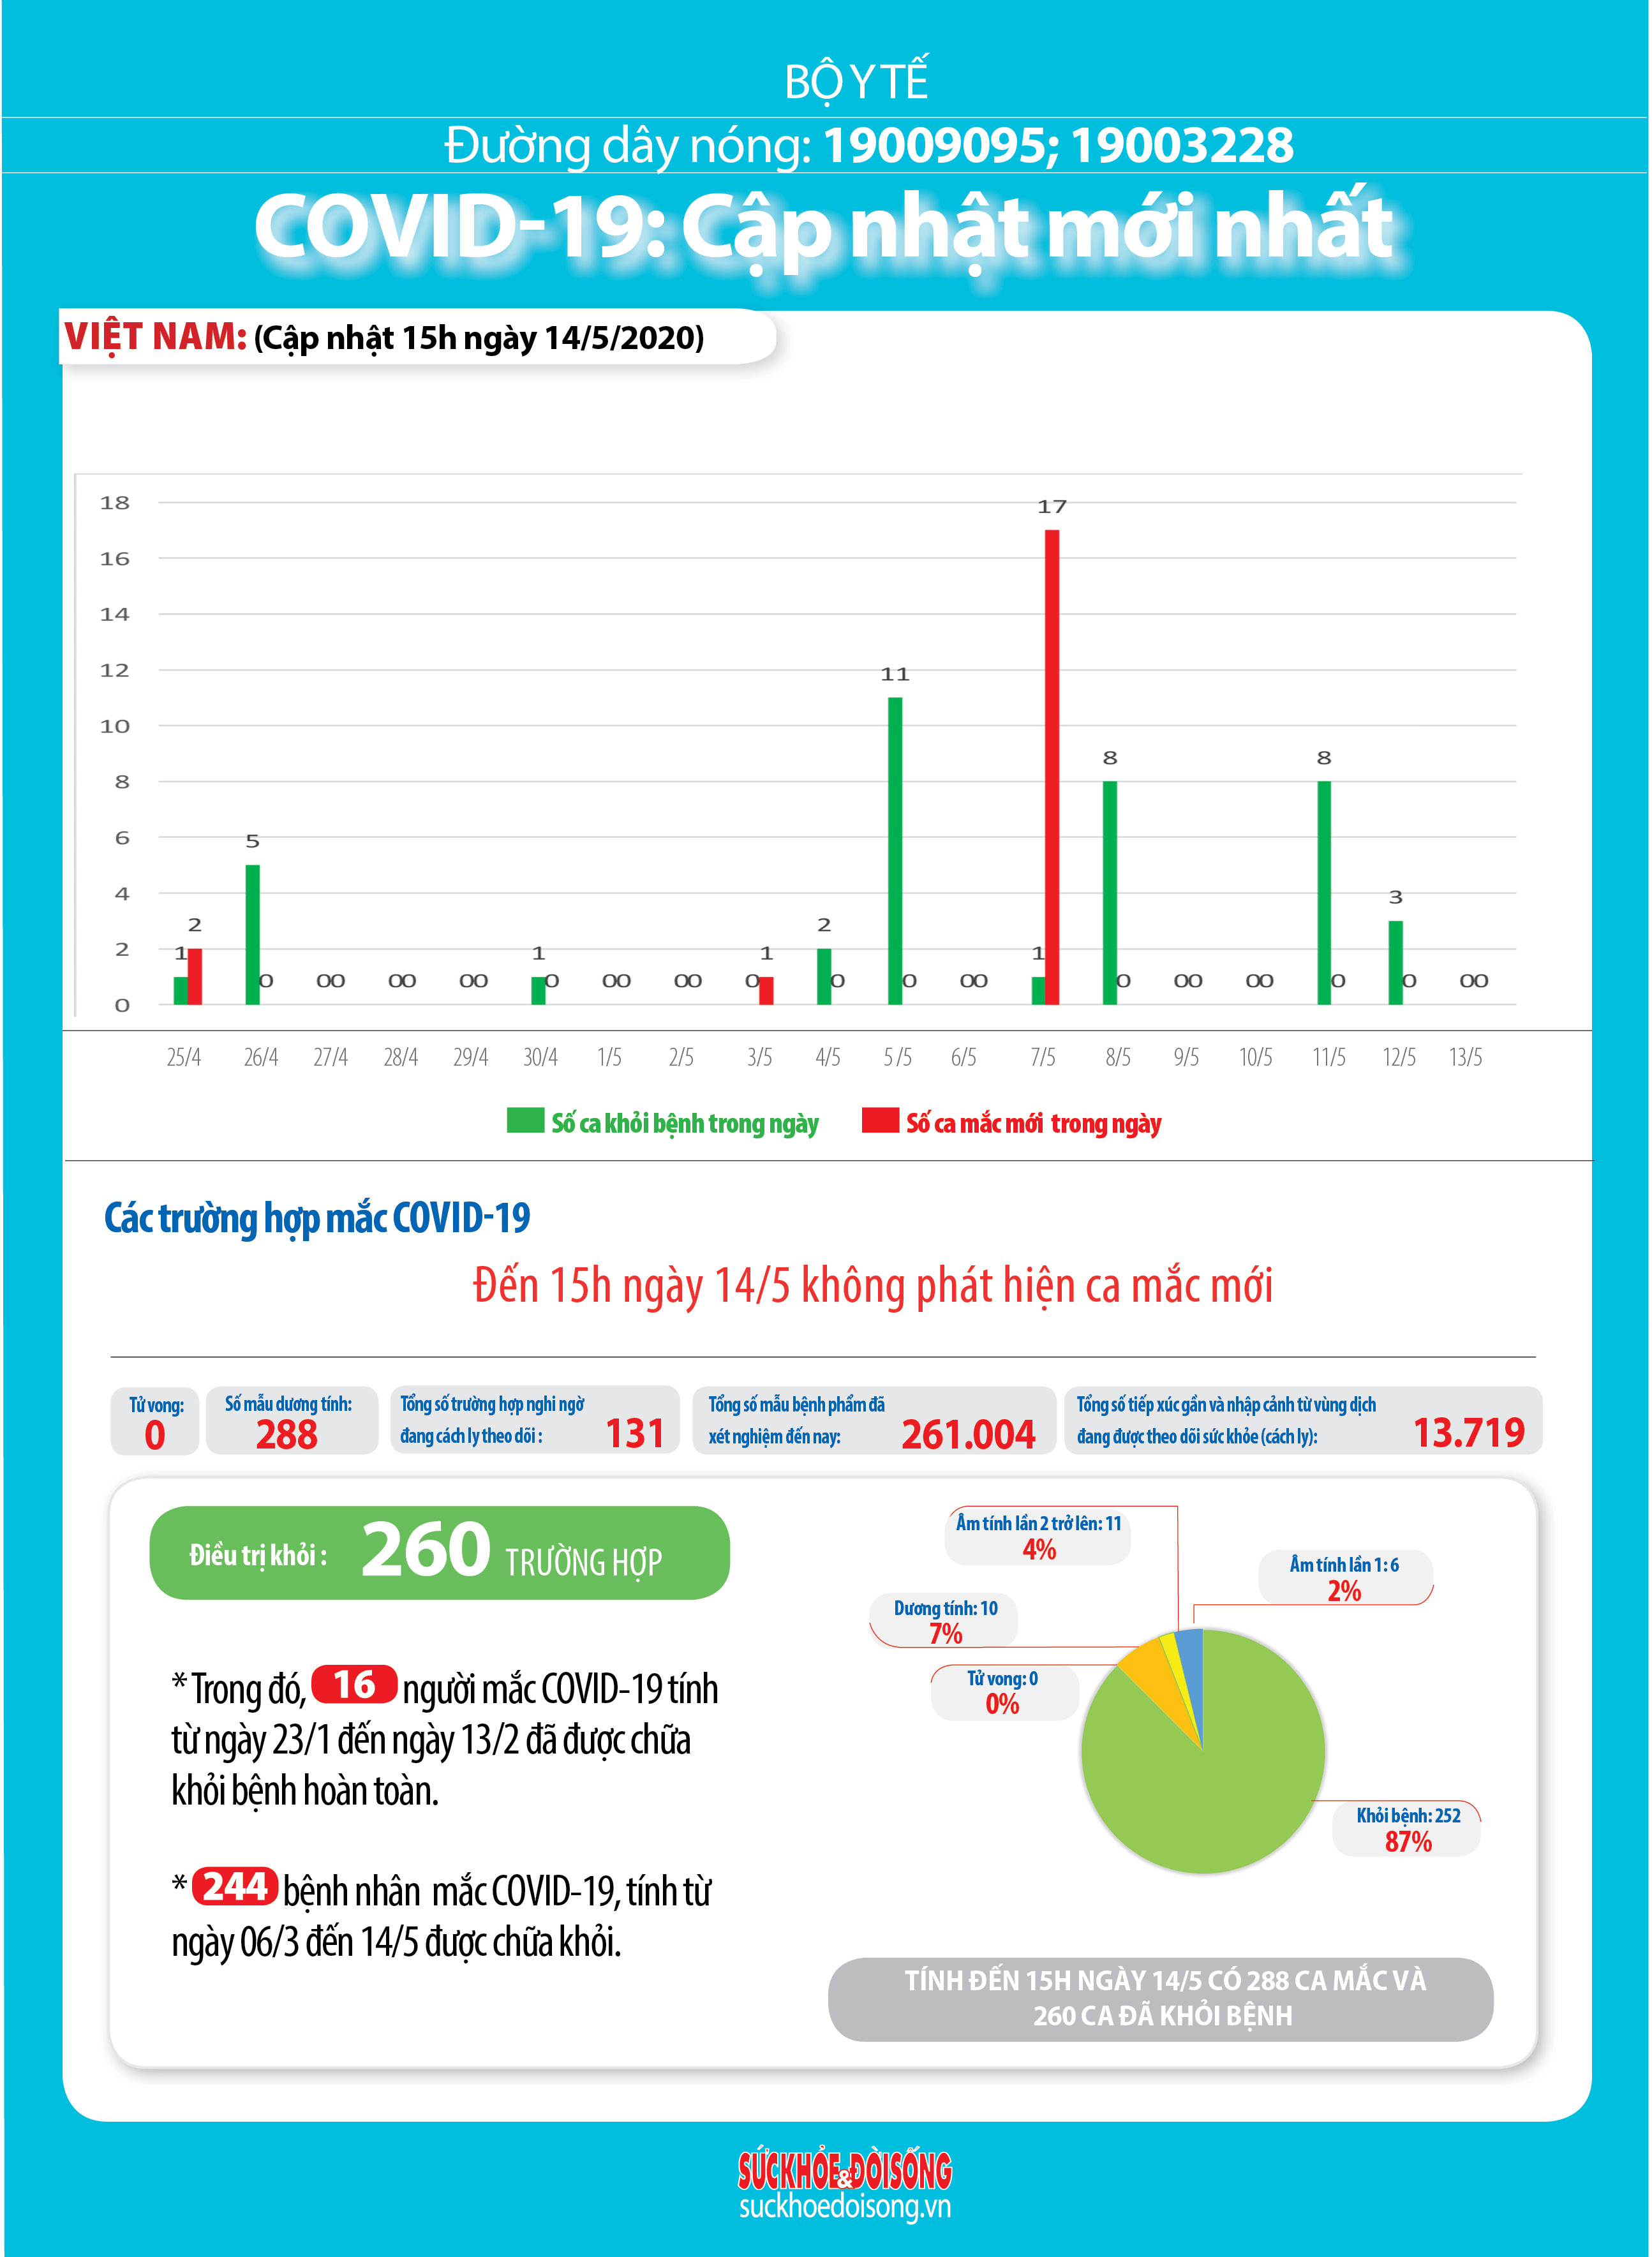 BỘ Y TẾ
Đường dây nóng: 19009095; 19003228
COVID-19: Cập nhật mới nhất
VIỆT NAM: (Cập nhật 15h ngày 14/5/2020)
18
16
14
12
10
8
6
4
2
0
1 2
5 0
0 0
0 0
0 0
1 0
0 0
0 0
0 1
2 0
11 0
0 0
1 17
8 0
0 0
0 0
8 0
3 0
0 0
25/4 26/4 27/4 28/4 29/4 30/4 1/5 2/5 3/5 4/5 5/5 6/5 7/5 8/5 9/5 10/5 11/5 12/5 13/5
Số ca khỏi bệnh trong ngày Số ca mắc mới trong ngày
Các trường hợp mắc COVID-19
Đến 15h ngày 14/5 không phát hiện ca mắc mới
Tử vong:
0
Số mẫu dương tính:
288
Tổng số trường hợp nghi ngờ
đang cách ly theo dõi : 131
Tổng số mẫu bệnh phẩm đã
xét nghiệm đến nay: 261.004
Tổng số tiếp xúc gần và nhập cảnh từ vùng dịch
đang được theo dõi sức khỏe (cách ly): 13.719
Điều trị khỏi : 260 TRƯỜNG HỢP
* Trong đó, 16 người mắc COVID-19 tính
từ ngày 23/1 đến ngày 13/2 đã được chữa
khỏi bệnh hoàn toàn.
* 244 bệnh nhân mắc COVID-19, tính từ
ngày 06/3 đến 14/5 được chữa khỏi.
Âm tính lần 2 trở lên: 11
4%
Âm tính lần 1: 6
2%
Dương tính: 10
7%
Tử vong: 0
0%
Khỏi bệnh: 252
87%
TÍNH ĐẾN 15H NGÀY 14/5 CÓ 288 CA MẮC VÀ
260 CA ĐÃ KHỎI BỆNH
SỨC KHỎE & ĐỜI SỐNG
suckhoedoisong.vn